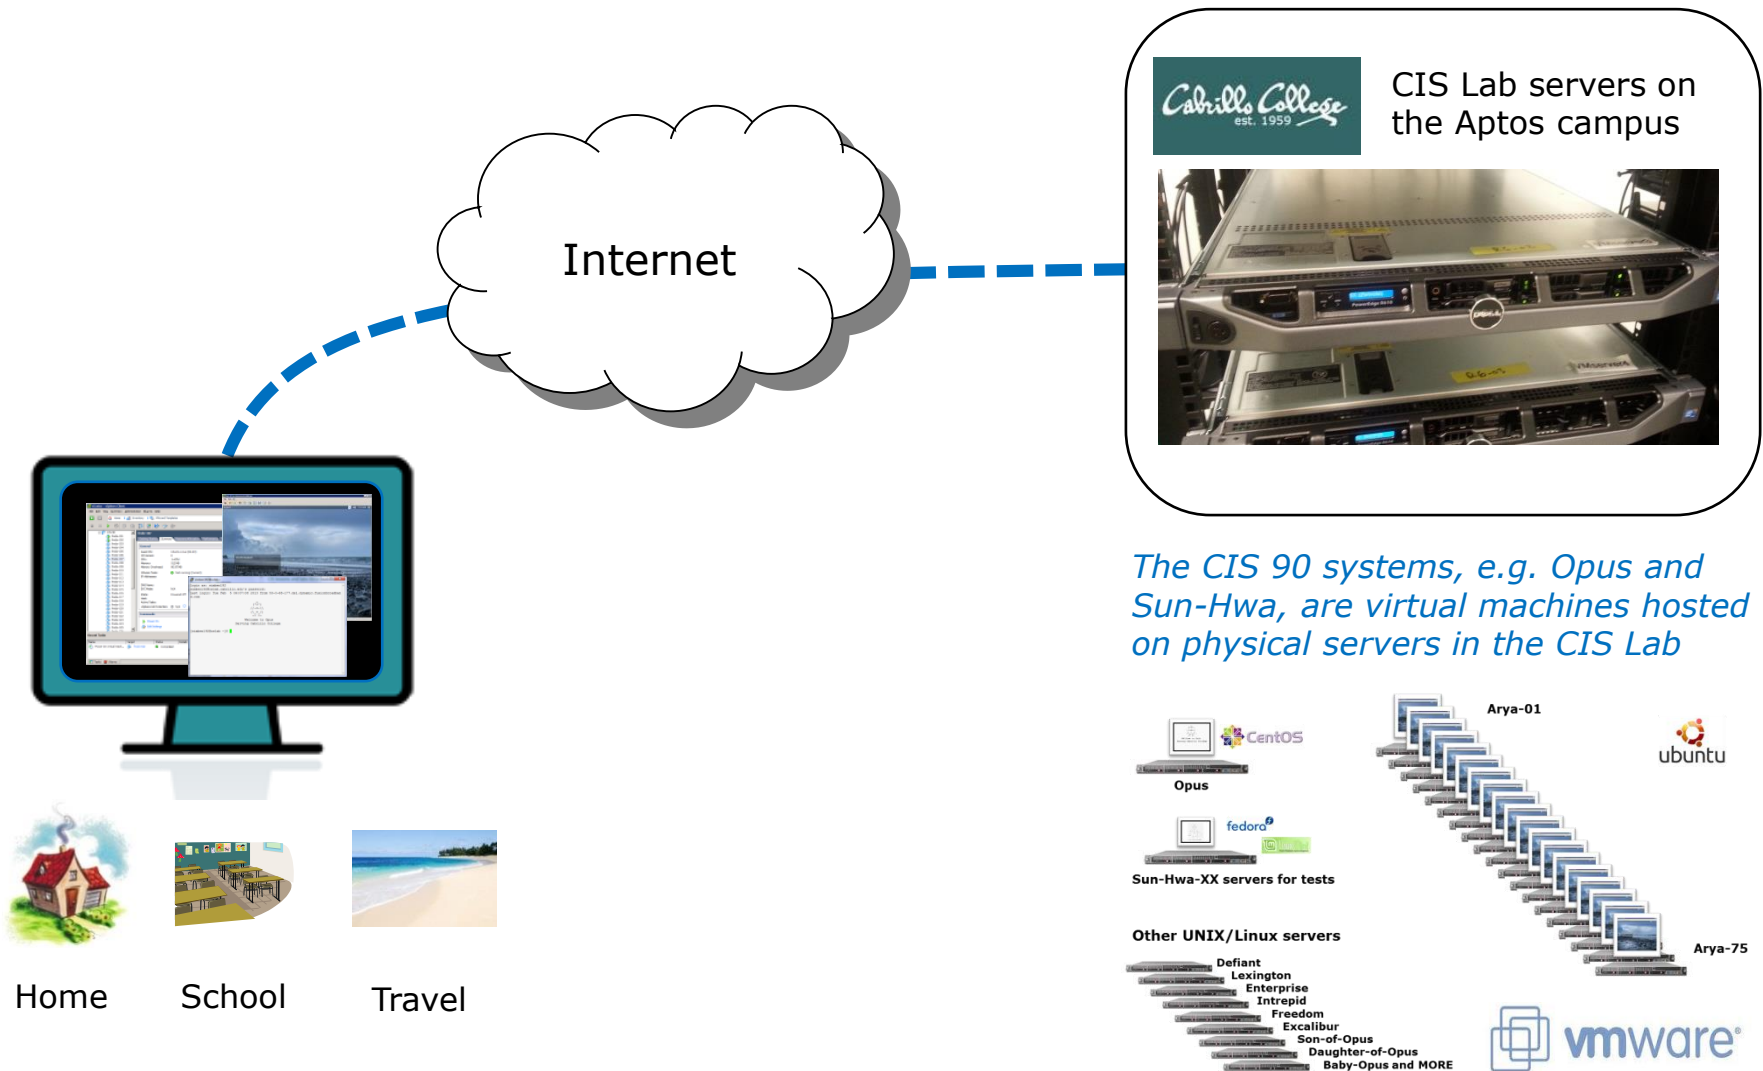 Cabrillo College
est. 1959
CIS Lab servers on
the Aptos campus
Internet
DELL
VMserver4
The CIS 90 systems, e.g. Opus and
Sun-Hwa, are virtual machines hosted
on physical servers in the CIS Lab
Arya-01
CentOS
ubuntu
Opus
fedora
Sun-Hwa-XX servers for tests
Other UNIX/Linux servers
Arya-75
Defiant
Lexington
Enterprise
Intrepid
Freedom
Excalibur
Son-of-Opus
Daughter-of-Opus
Baby-Opus and MORE
vmware®
Home
School
Travel